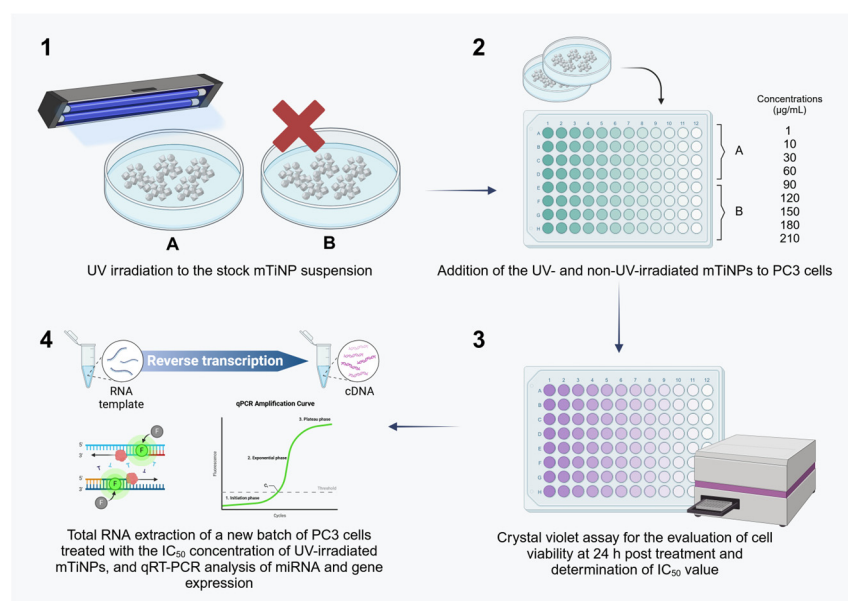 1
A
B
UV irradiation to the stock mTiNP suspension
2
1 2 3 4 5 6 7 8 9 10 11 12
A
B
C
D
E
F
G
H
A
B
Concentrations
(µg/mL)
1
10
30
60
90
120
150
180
210
Addition of the UV- and non-UV-irradiated mTiNPs to PC3 cells
3
1 2 3 4 5 6 7 8 9 10 11 12
A
B
C
D
E
F
G
H
Crystal violet assay for the evaluation of cell
viability at 24 h post treatment and
determination of IC₅₀ value
4
Reverse transcription
RNA
template
cDNA
F
F
F
F
5'
3'
3'
5'
qPCR Amplification Curve
Fluorescence
3. Plateau phase
2. Exponential phase
Threshold
1. Initiation phase
Cycles
Total RNA extraction of a new batch of PC3 cells
treated with the IC₅₀ concentration of UV-irradiated
mTiNPs, and qRT-PCR analysis of miRNA and gene
expression